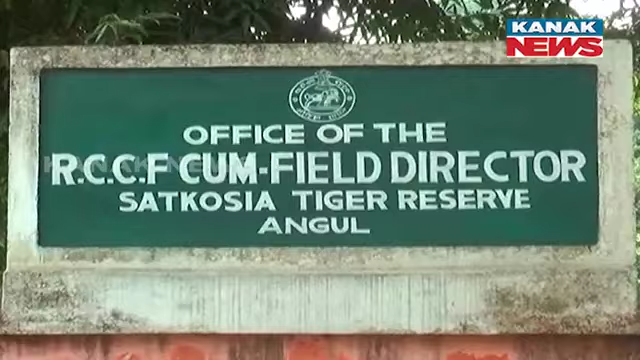 KANAK
NEWS
OFFICE OF THE
R.C.C.F CUM-FIELD DIRECTOR
SATKOSIA TIGER RESERVE
ANGUL